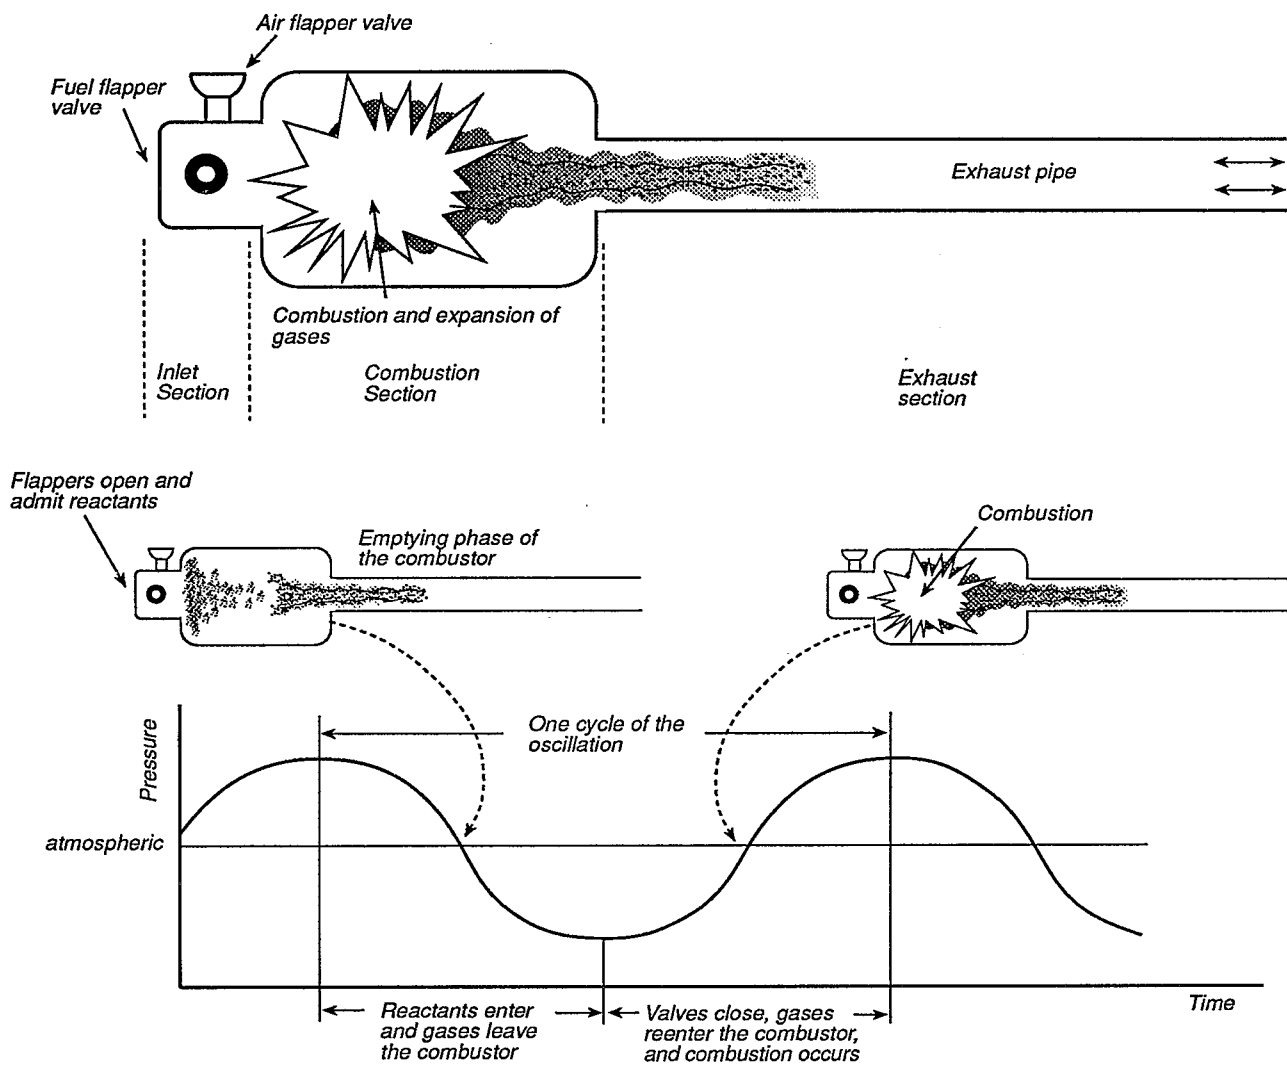 Air flapper valve
Fuel flapper
valve
Exhaust pipe
Combustion and expansion of
gases
Inlet
Section
Combustion
Section
Exhaust
section
Flappers open and
admit reactants
Emptying phase of
the combustor
Combustion
One cycle of the
oscillation
Pressure
atmospheric
Reactants enter
and gases leave
the combustor
Valves close, gases
reenter the combustor,
and combustion occurs
Time